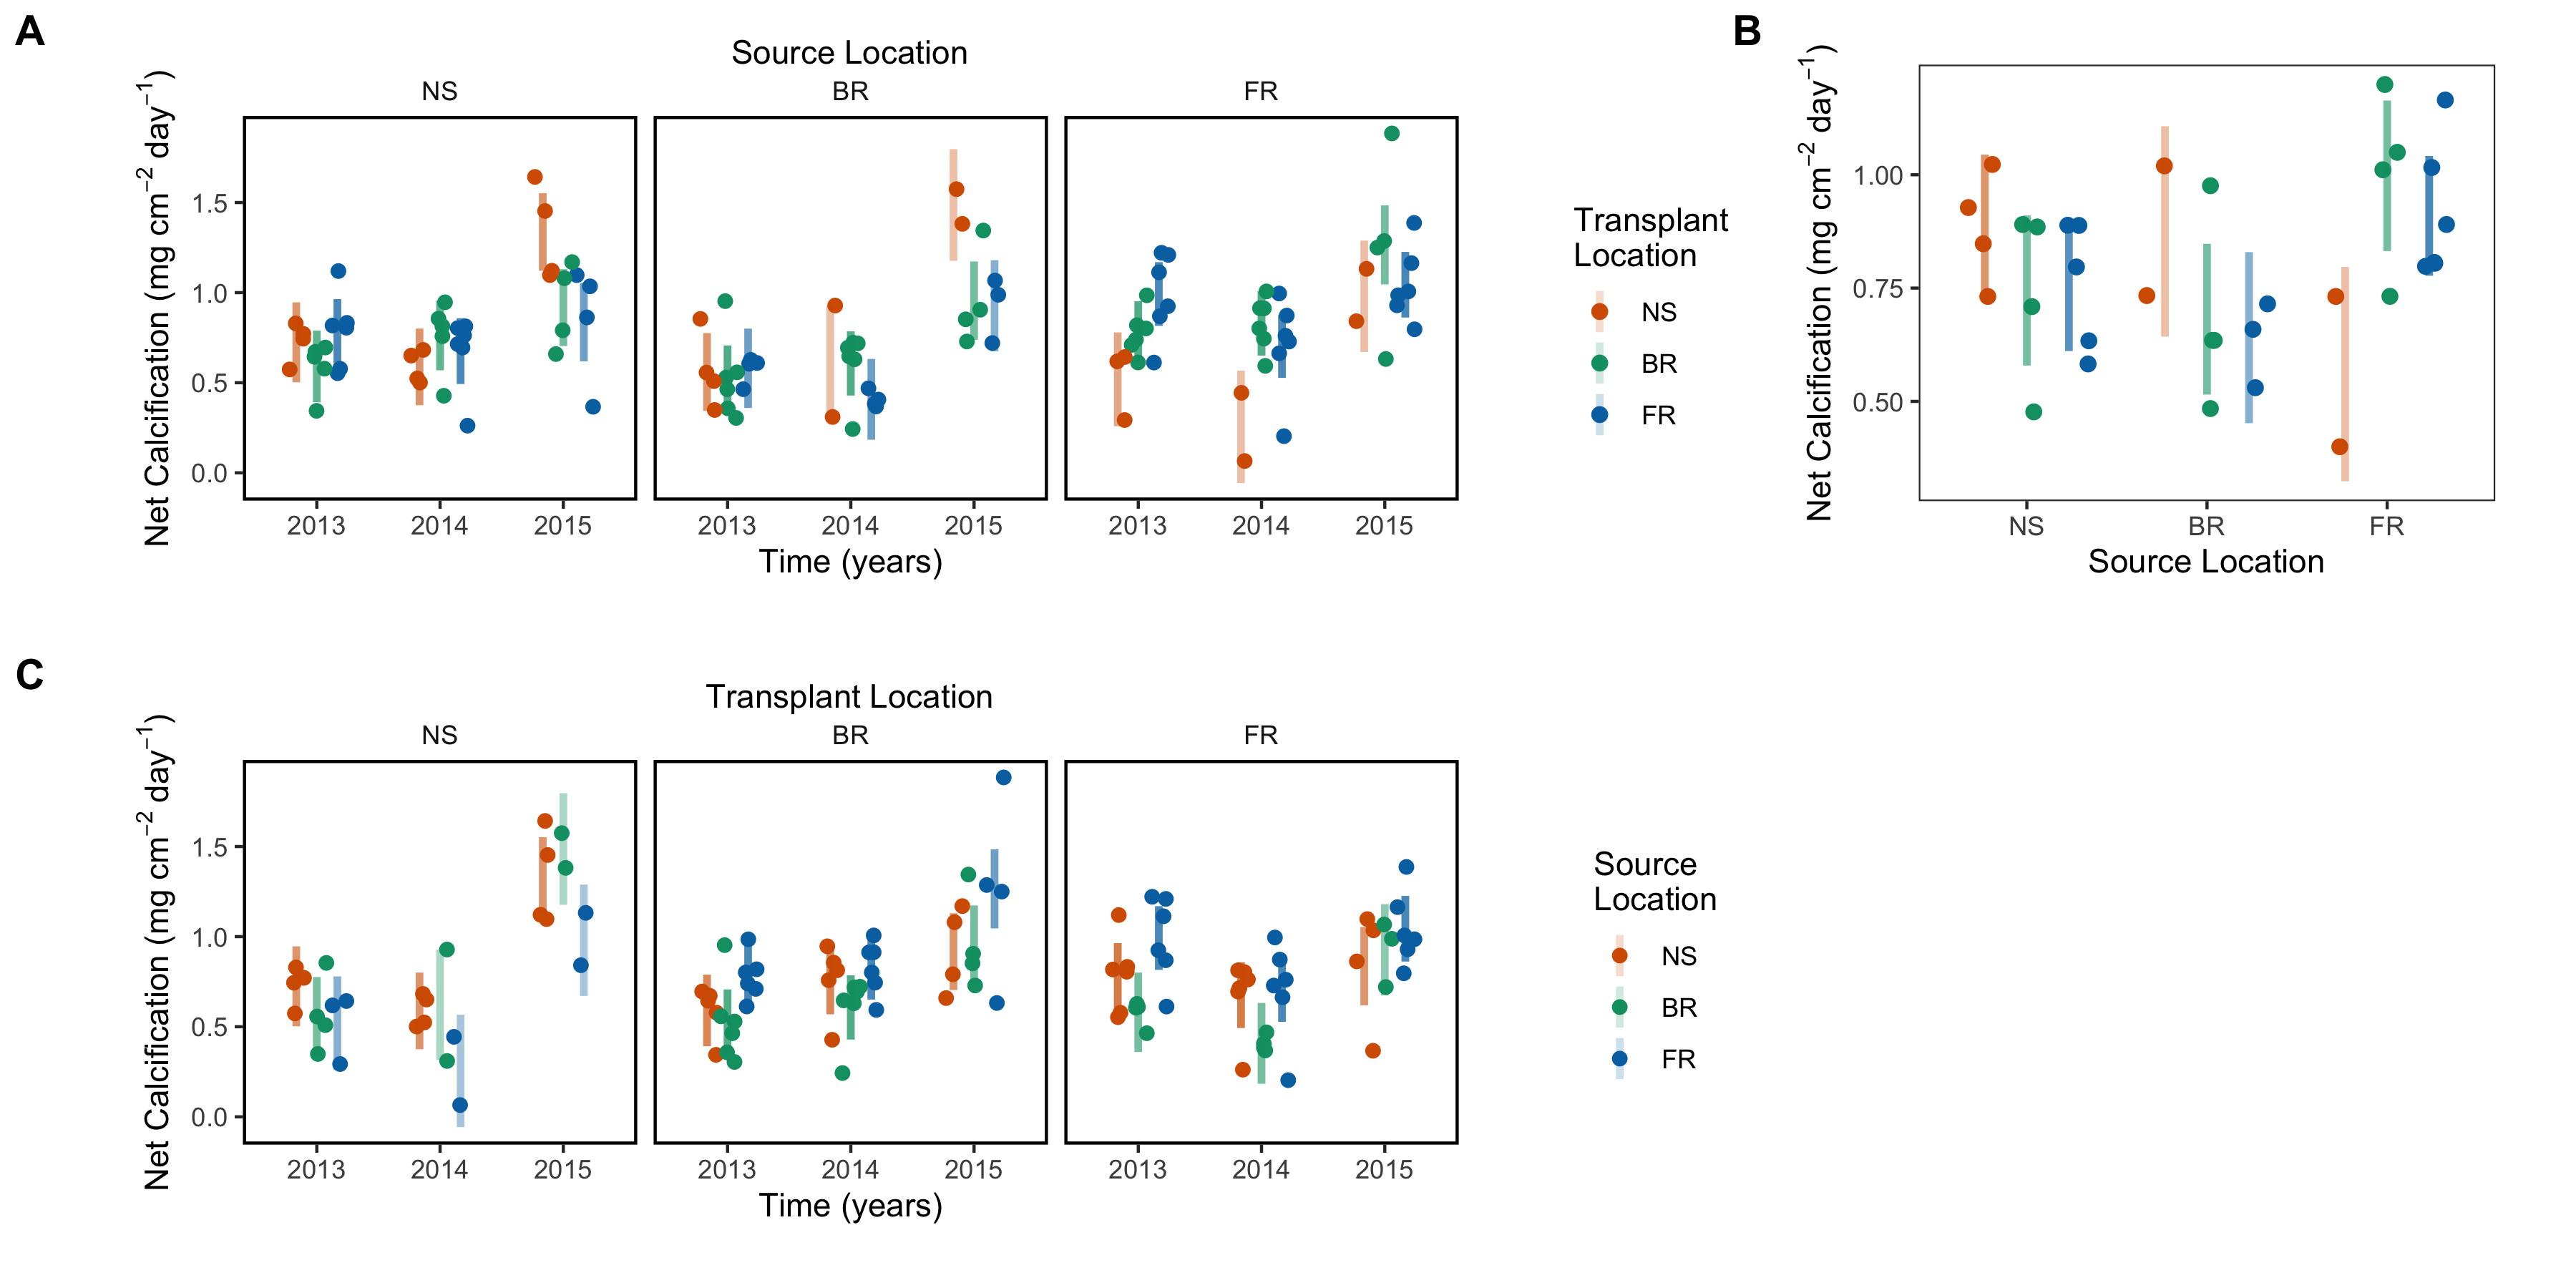 A
Source Location
NS BR FR
Net Calcification (mg cm⁻² day⁻¹)
1.5
1.0
0.5
0.0
2013 2014 2015 2013 2014 2015 2013 2014 2015
Time (years)
Transplant
Location
NS
BR
FR
B
Net Calcification (mg cm⁻² day⁻¹)
1.00
0.75
0.50
NS BR FR
Source Location
C
Transplant Location
NS BR FR
Net Calcification (mg cm⁻² day⁻¹)
1.5
1.0
0.5
0.0
2013 2014 2015 2013 2014 2015 2013 2014 2015
Time (years)
Source
Location
NS
BR
FR